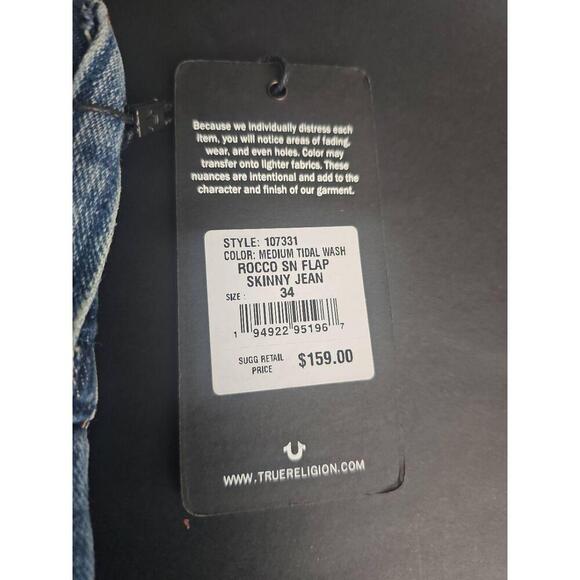 Because we individually distress each
item, you will notice areas of fading,
wear, and even holes. Color may
transfer onto lighter fabrics. These
nuances are intentional and add to the
character and finish of our garment.
STYLE: 107331
COLOR: MEDIUM TIDAL WASH
ROCCO SN FLAP
SKINNY JEAN
SIZE : 34
1 94922 95196 7
SUGG RETAIL
PRICE $159.00
WWW.TRUERELIGION.COM